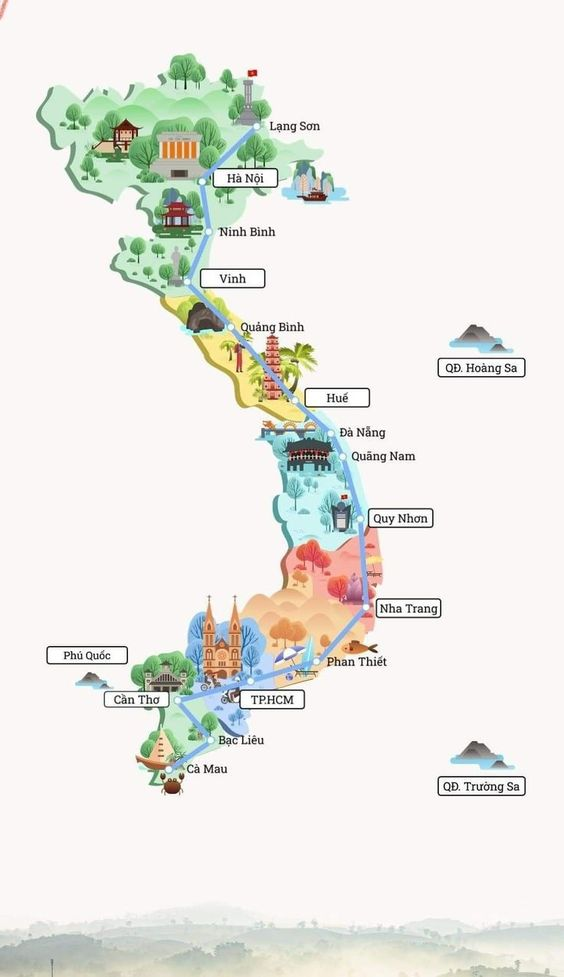 Lạng Sơn
Hà Nội
Ninh Bình
Vinh
Quảng Bình
QĐ. Hoàng Sa
Huế
Đà Nẵng
Quãng Nam
Quy Nhơn
Nha Trang
Phú Quốc
Phan Thiết
Cần Thơ
TP.HCM
Bạc Liêu
Cà Mau
QĐ. Trường Sa